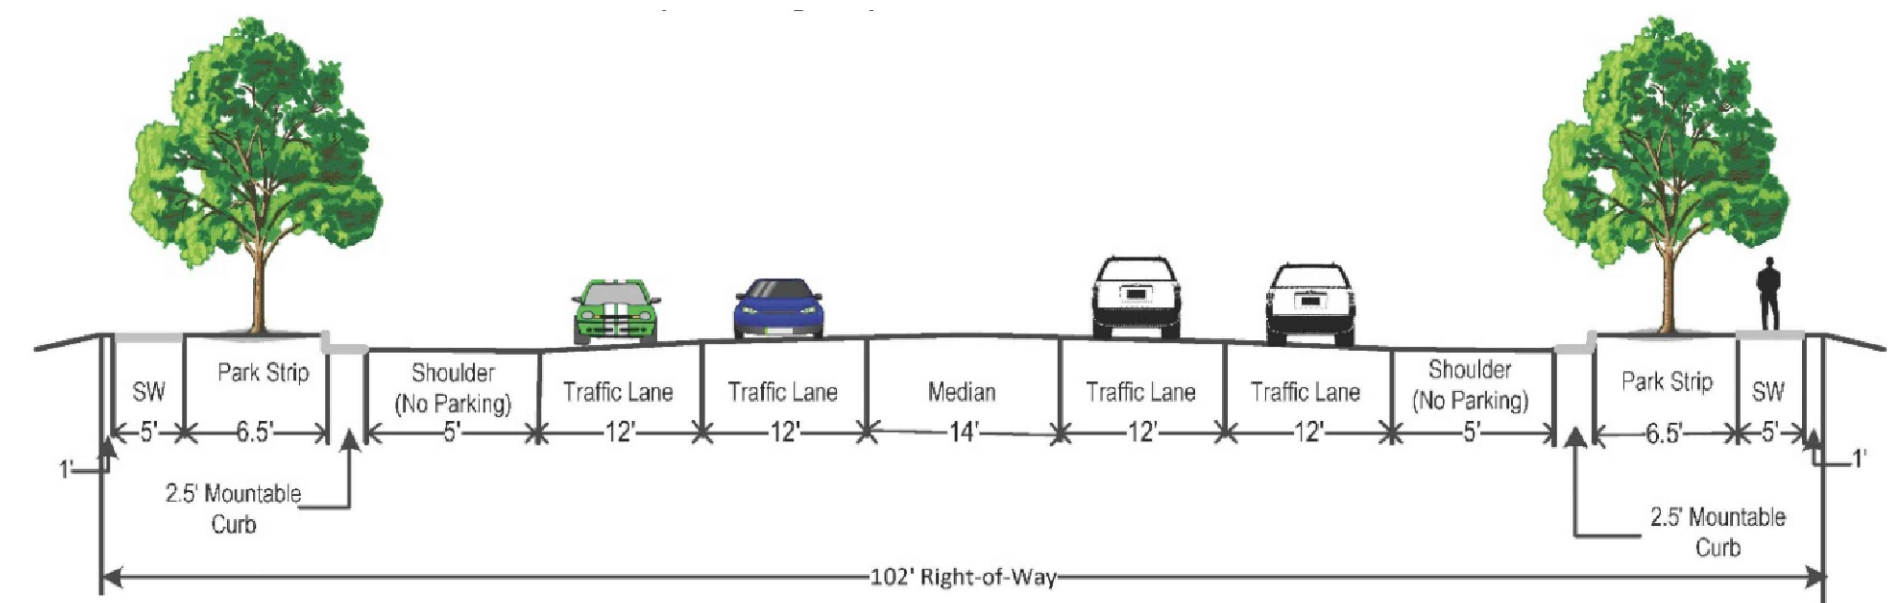 SW
Park Strip
Shoulder
(No Parking)
Traffic Lane
Traffic Lane
Median
Traffic Lane
Traffic Lane
Shoulder
(No Parking)
Park Strip
SW
5'
6.5'
5'
12'
12'
14'
12'
12'
5'
6.5'
5'
1'
1'
2.5' Mountable
Curb
2.5' Mountable
Curb
102' Right-of-Way